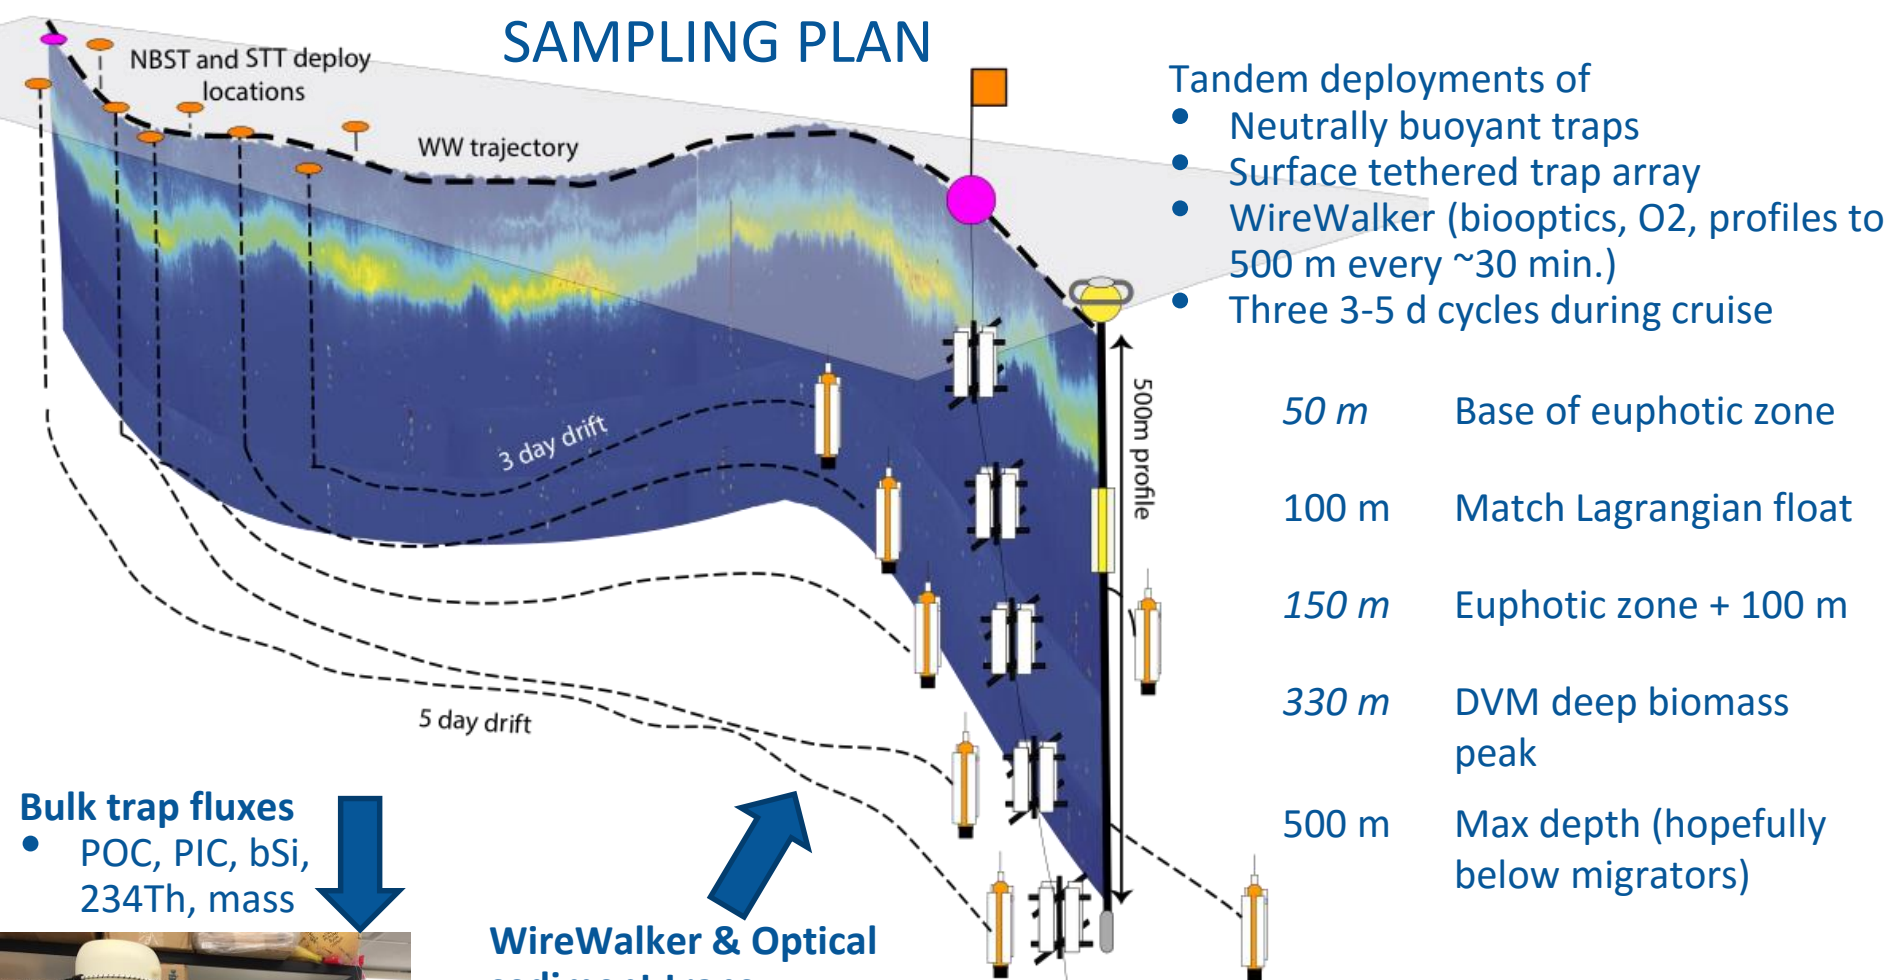 SAMPLING PLAN
NBST and STT deploy
locations
WW trajectory
3 day drift
5 day drift
500m profile
Tandem deployments of
• Neutrally buoyant traps
• Surface tethered trap array
• WireWalker (biooptics, O2, profiles to
500 m every ~30 min.)
• Three 3-5 d cycles during cruise
50 m Base of euphotic zone
100 m Match Lagrangian float
150 m Euphotic zone + 100 m
330 m DVM deep biomass
peak
500 m Max depth (hopefully
below migrators)
Bulk trap fluxes
• POC, PIC, bSi,
234Th, mass
WireWalker & Optical
sediment traps